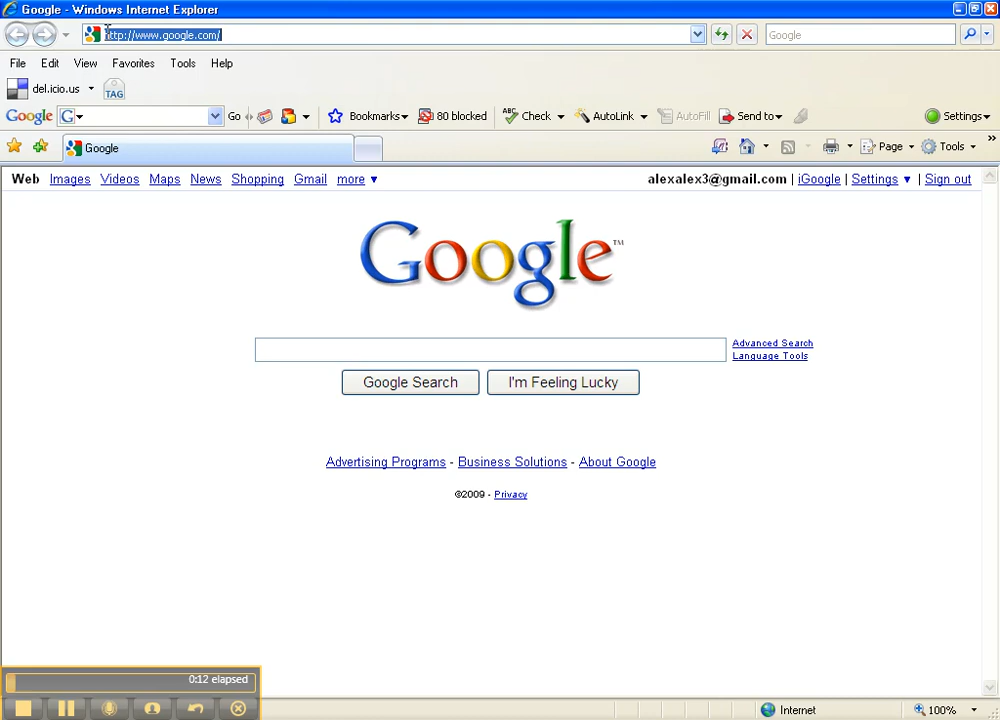 Google - Windows Internet Explorer
http://www.google.com/
Google
File Edit View Favorites Tools Help
del.icio.us TAG
Google G Go Bookmarks 80 blocked ABC Check AutoLink AutoFill Send to Settings
Google Page Tools »
Web Images Videos Maps News Shopping Gmail more ▼ alexalex3@gmail.com | iGoogle | Settings ▼ | Sign out
Google™
Advanced Search
Language Tools
Google Search I'm Feeling Lucky
Advertising Programs - Business Solutions - About Google
©2009 - Privacy
0:12 elapsed
Internet 100%